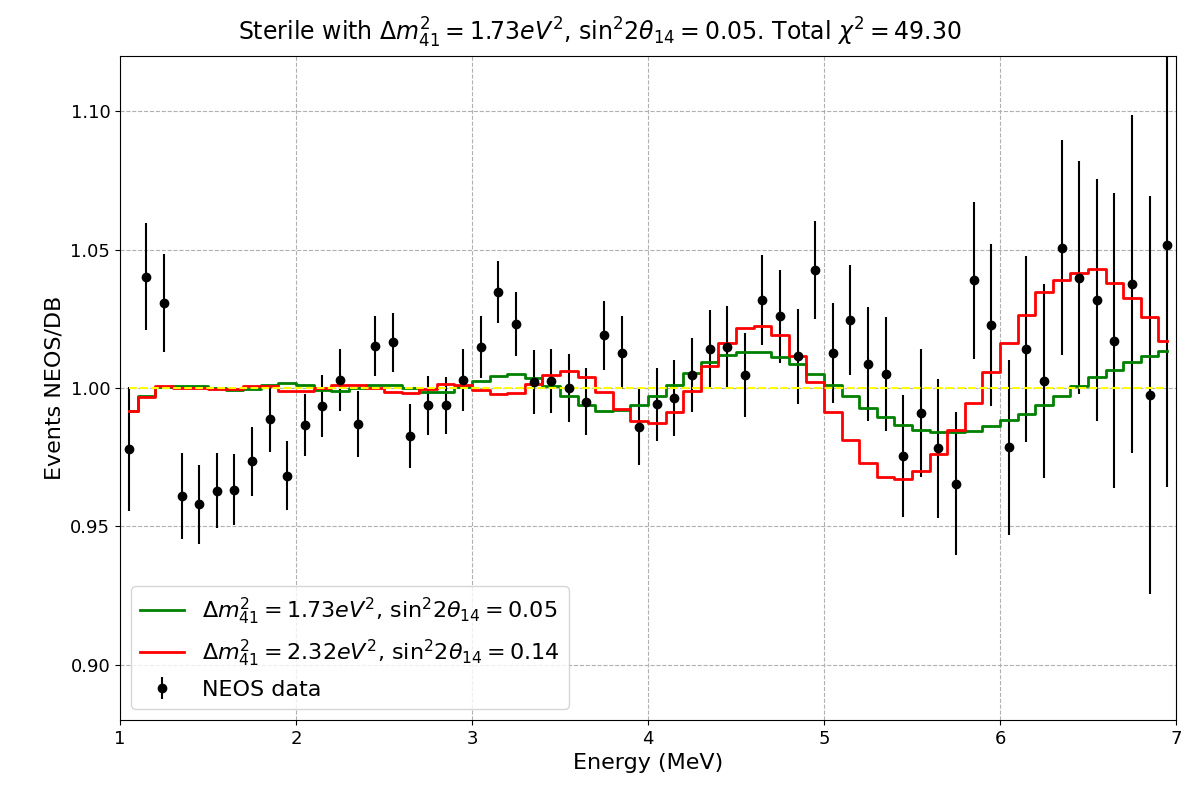 Sterile with Δm²₄₁ = 1.73eV², sin²2θ₁₄ = 0.05. Total χ² = 49.30
Events NEOS/DB
1.10
1.05
1.00
0.95
0.90
Δm²₄₁ = 1.73eV², sin²2θ₁₄ = 0.05
Δm²₄₁ = 2.32eV², sin²2θ₁₄ = 0.14
NEOS data
1 2 3 4 5 6 7
Energy (MeV)